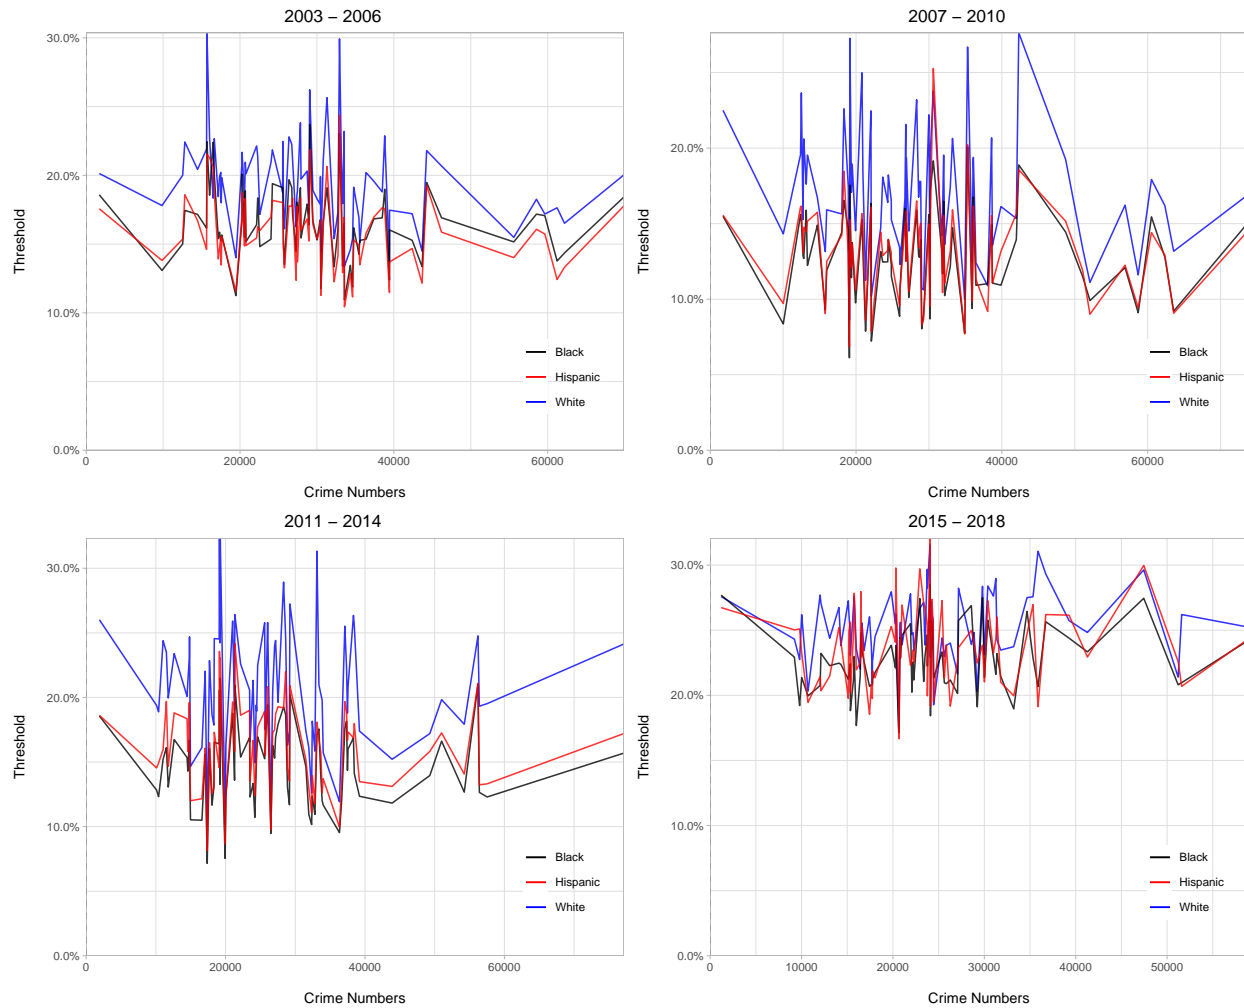 2003 – 2006
30.0%
20.0%
10.0%
0.0%
Threshold
0 20000 40000 60000
Crime Numbers
Black
Hispanic
White
2007 – 2010
20.0%
10.0%
0.0%
Threshold
0 20000 40000 60000
Crime Numbers
Black
Hispanic
White
2011 – 2014
30.0%
20.0%
10.0%
0.0%
Threshold
0 20000 40000 60000
Crime Numbers
Black
Hispanic
White
2015 – 2018
30.0%
20.0%
10.0%
0.0%
Threshold
10000 20000 30000 40000 50000
Crime Numbers
Black
Hispanic
White